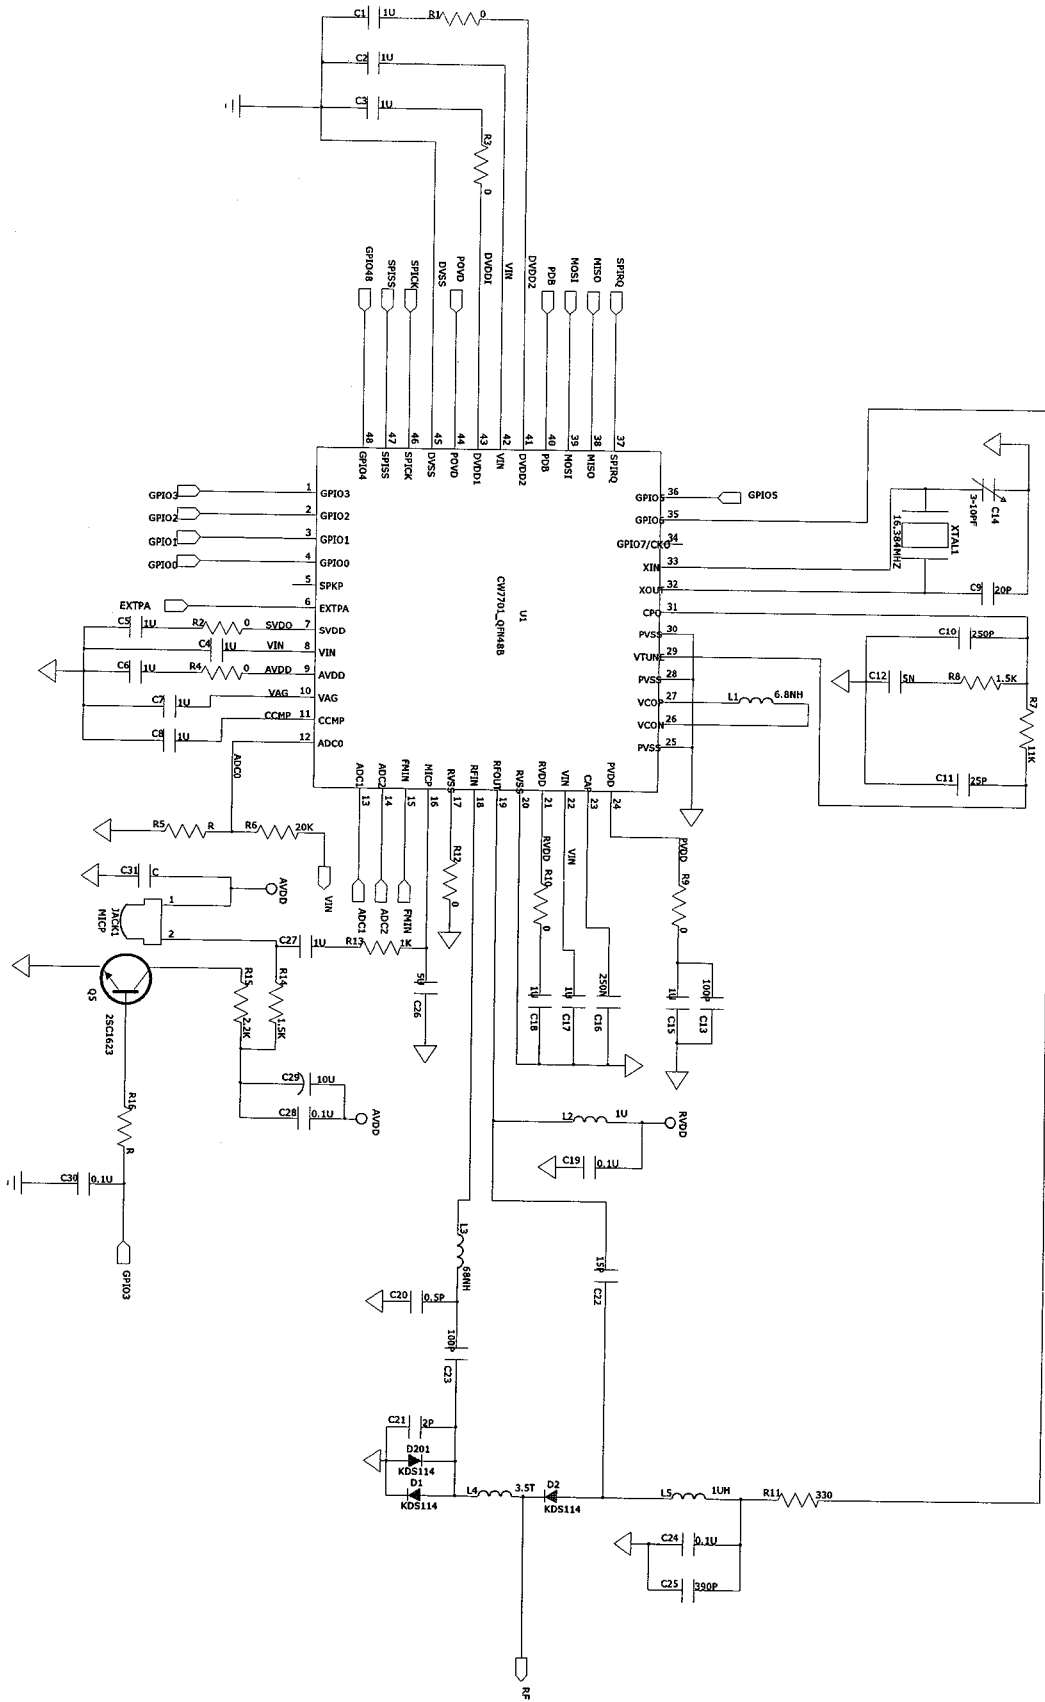 C1 1U R1 0
C2 1U
C3 1U
R3 0
GPIO48
SPISS
SPICK
DVSS
POVD
DVDDI
VIN
DVDD2
PDB
MOSI
MISO
SPIRQ
48 47 46 45 44 43 42 41 40 39 38 37
GPIO4 SPISS SPICK DVSS POVD DVDD1 VIN DVDD2 PDB MOSI MISO SPIRQ
GPIO3 1 GPIO3
GPIO2 2 GPIO2
GPIO1 3 GPIO1
GPIO0 4 GPIO0
5 SPKP
EXTPA 6 EXTPA
C5 1U R2 0 SVDO 7 SVDD
C4 1U VIN 8 VIN
C6 1U R4 0 AVDD 9 AVDD
C7 1U VAG 10 VAG
C8 1U CCMP 11 CCMP
12 ADC0
U1
CW7701_QFN48B
GPIO5 36 GPIO5
GPIO6 35
GPIO7/CKO 34
XIN 33
XOUT 32
CPO 31
PVSS 30
VTUNE 29
PVSS 28
VCOP 27
VCON 26
PVSS 25
C14
3-10PF
XTAL1
16.384MHZ
C9 20P
C10 250P
C12 5N R8 1.5K
R7
11K
C11 25P
L1 6.8NH
ADC1 ADC2 FMIN MICP RVSS RFIN RFOUT RVSS RVDD VIN CAP PVDD
13 14 15 16 17 18 19 20 21 22 23 24
ADC0
R5 R R6 20K
VIN
ADC1
ADC2
FMIN
R12 0
RVDD R10 0
VIN
PVDD R9 0
C31 C
AVDD
1
2
JACK1
MICP
C27 1U R13 1K
5U C26
1U C18
1U C17
250N C16
1U C15
100P C13
Q5
2SC1623
R15
2.2K
R14
1.5K
C29 10U
C28 0.1U
AVDD
R16
R
C30 0.1U
GPIO3
L2 1U
RVDD
C19 0.1U
L3
68NH
15P
C22
C20 0.5P
100P
C23
C21 2P
D201
KDS114
D1
KDS114
L4 3.5T
D2
KDS114
L5 1UH
R11 330
C24 0.1U
C25 390P
RF